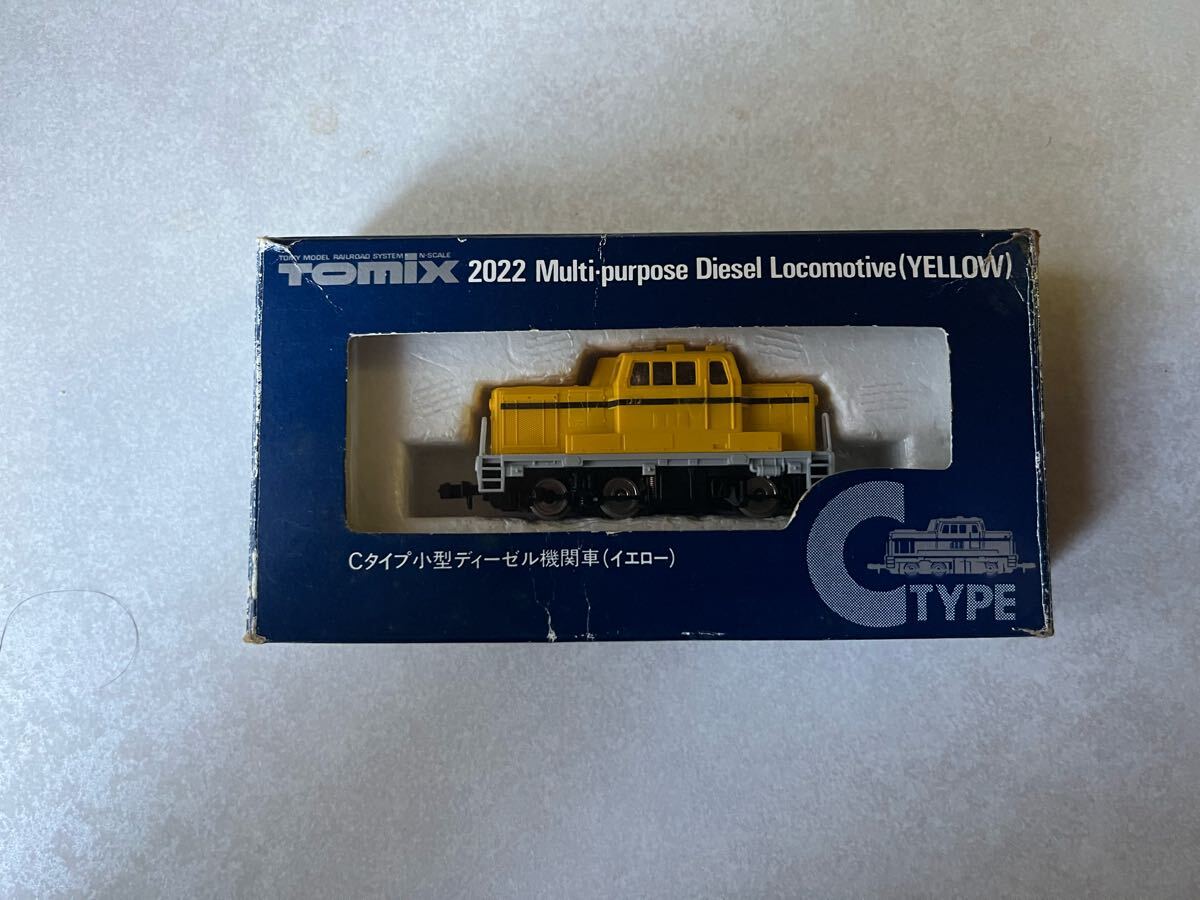 TOMY MODEL RAILROAD SYSTEM N-SCALE
TOMIX 2022 Multi-purpose Diesel Locomotive(YELLOW)
Cタイプ小型ディーゼル機関車(イエロー)
C TYPE